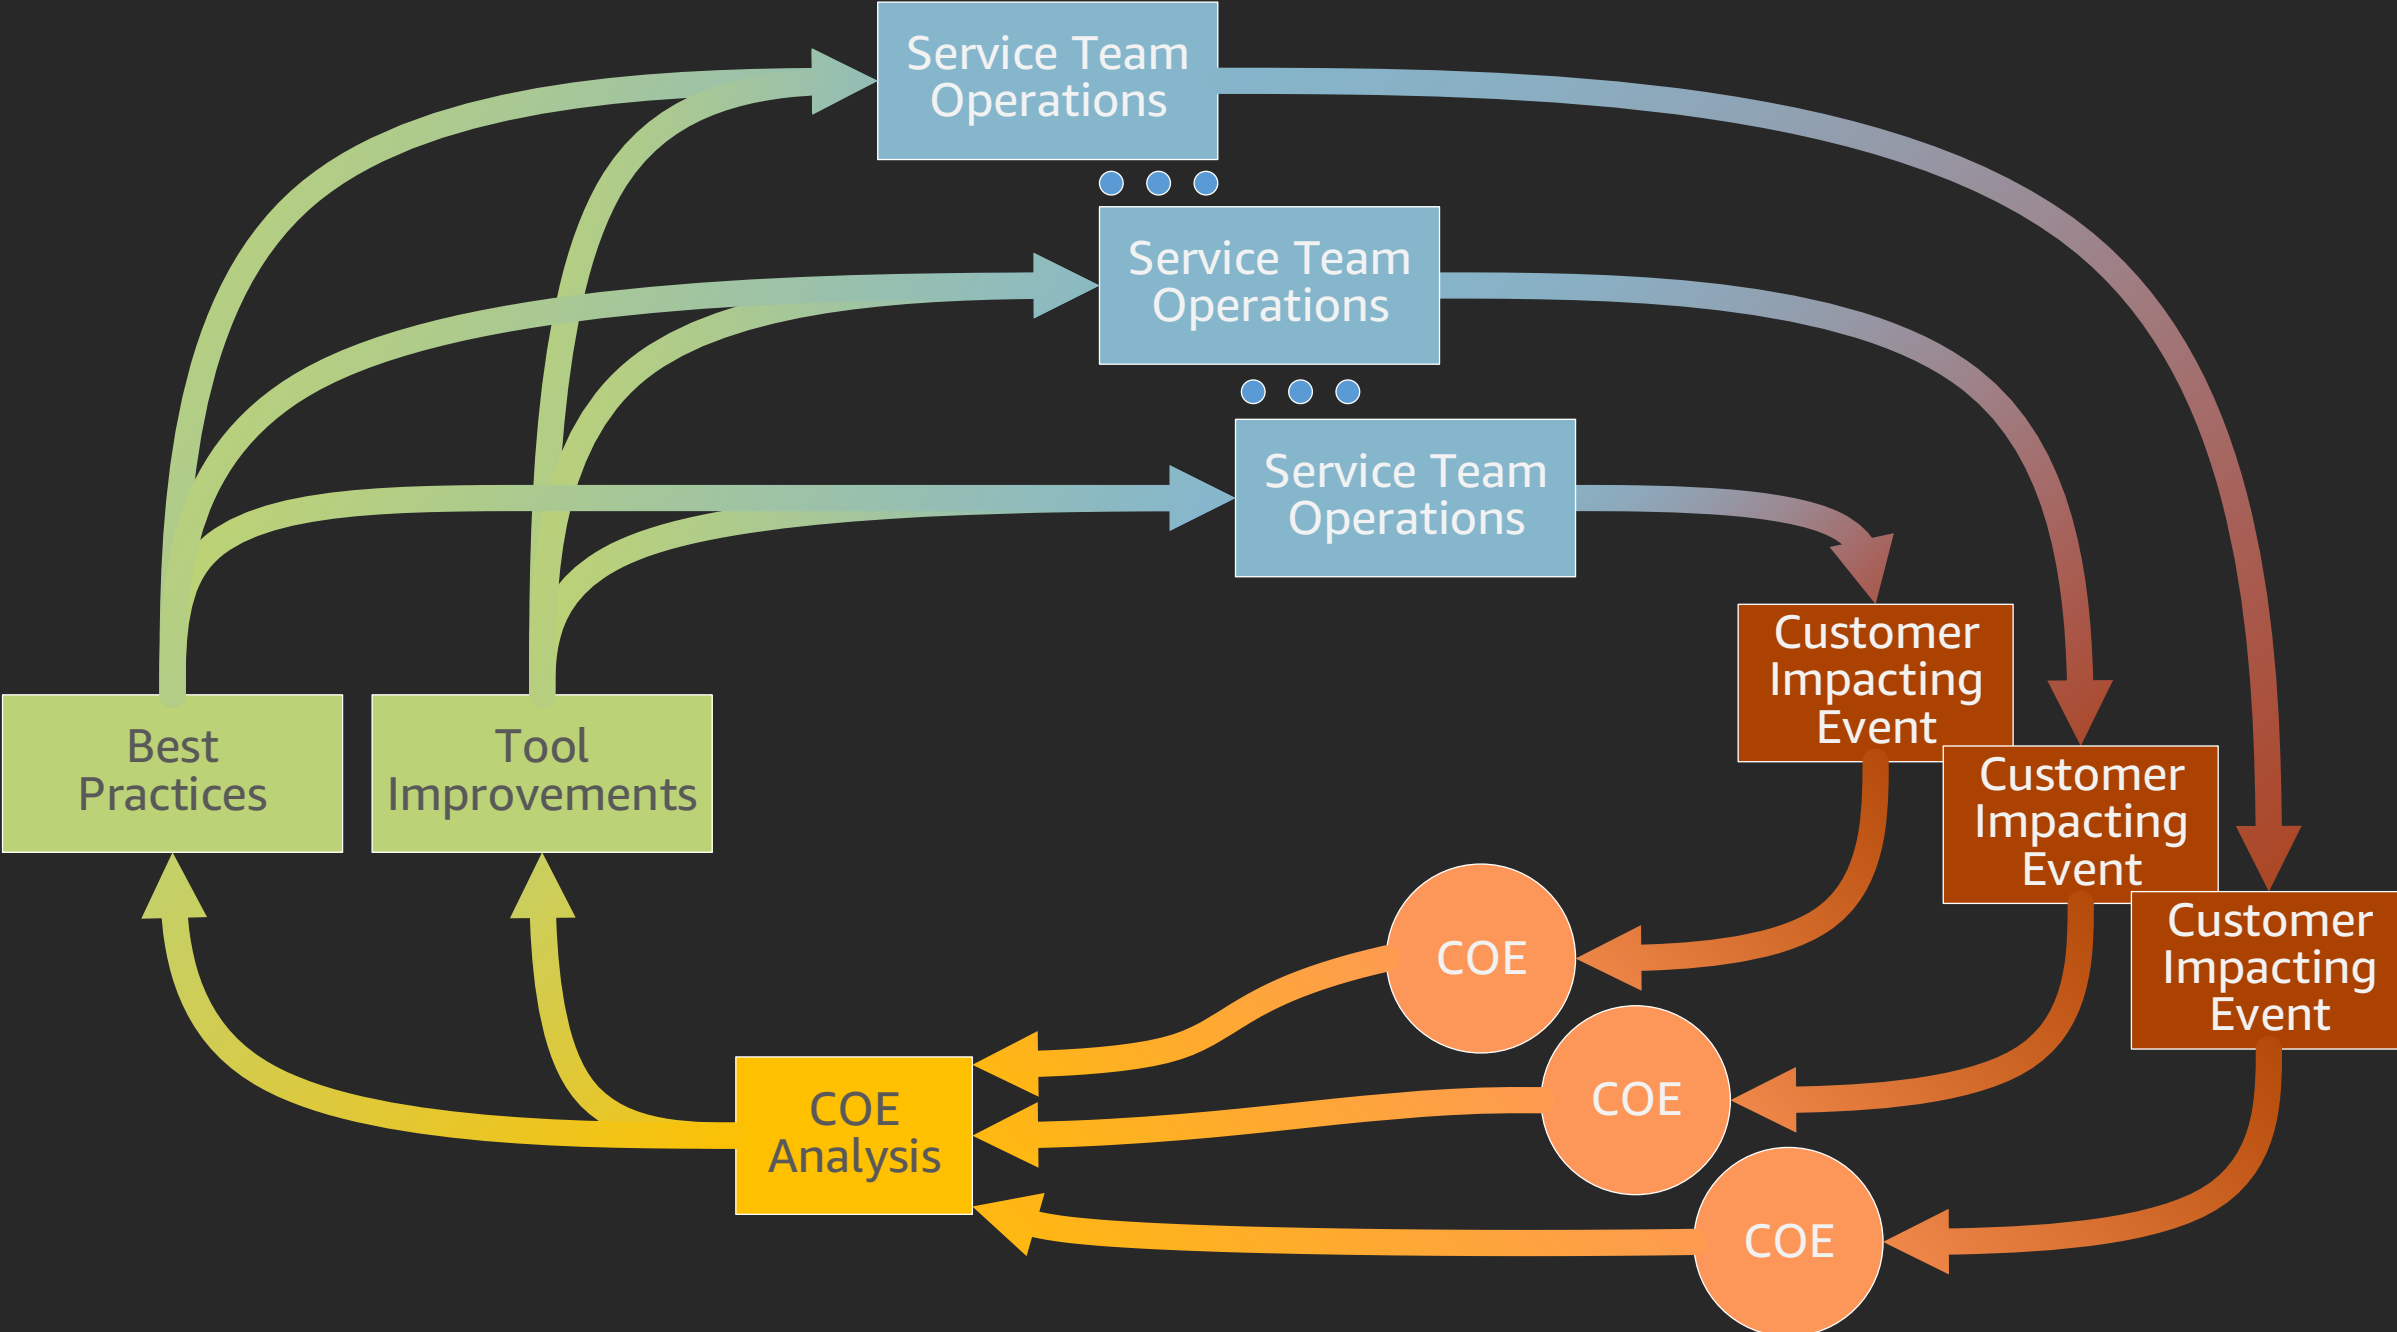 Service Team
Operations
Service Team
Operations
Service Team
Operations
Customer
Impacting
Event
Best
Practices
Tool
Improvements
Customer
Impacting
Event
Customer
Impacting
Event
COE
COE
COE
Analysis
COE